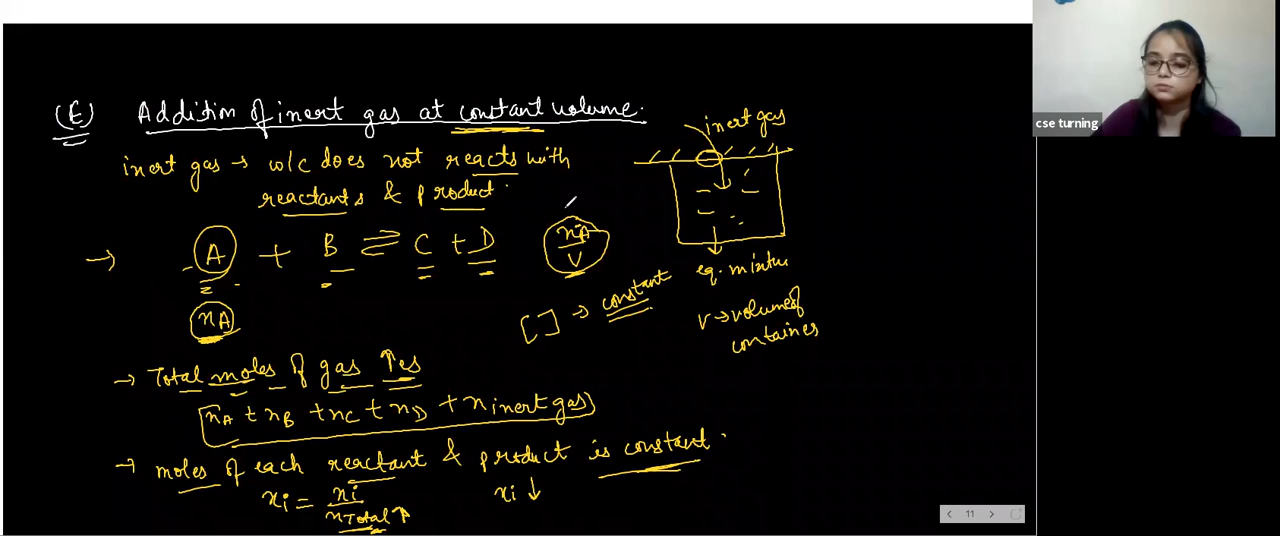 (E) Addition of inert gas at constant volume.
inert gas → w/c does not reacts with
reactants & product.
→ A + B ⇌ C + D
nA
nA/V
[ ] → constant
inert gas
eq. mixture
V → volume of
container
→ Total moles of gas ↑es
[nA + nB + nC + nD + n inert gas]
→ moles of each reactant & product is constant.
xi = ni/nTotal ↑ xi ↓
cse turning
< 11 >